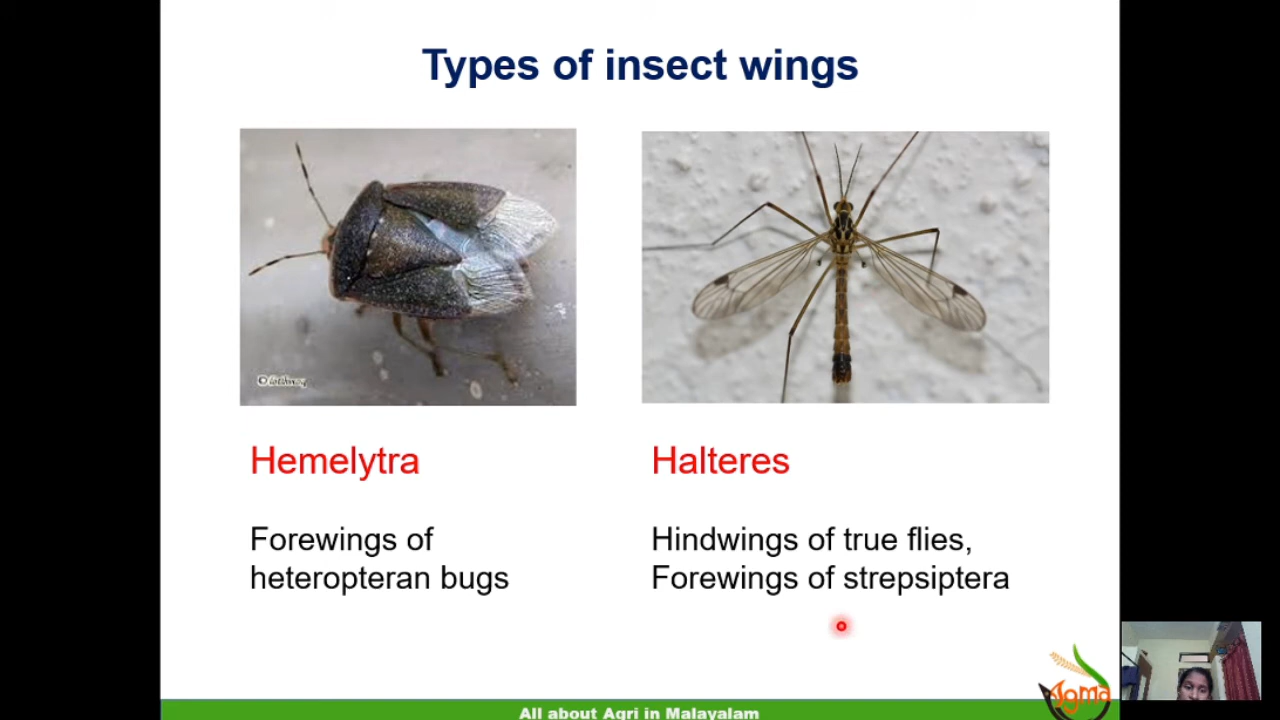 Types of insect wings
Hemelytra
Halteres
Forewings of
heteropteran bugs
Hindwings of true flies,
Forewings of strepsiptera
All about Agri in Malayalam